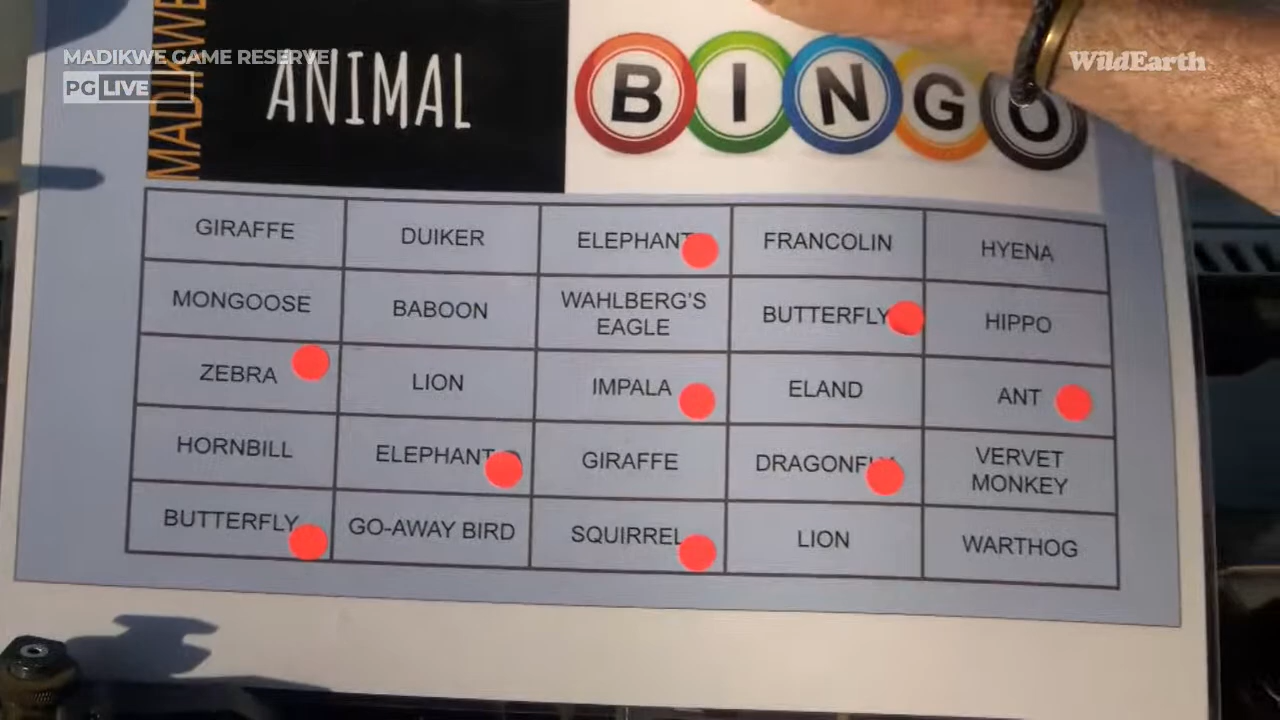 MADIKWE GAME RESERVE
PG LIVE
WildEarth
MADIKWE
ANIMAL
BINGO
GIRAFFE DUIKER ELEPHANT FRANCOLIN HYENA
MONGOOSE BABOON WAHLBERG'S EAGLE BUTTERFLY HIPPO
ZEBRA LION IMPALA ELAND ANT
HORNBILL ELEPHANT GIRAFFE DRAGONFLY VERVET MONKEY
BUTTERFLY GO-AWAY BIRD SQUIRREL LION WARTHOG